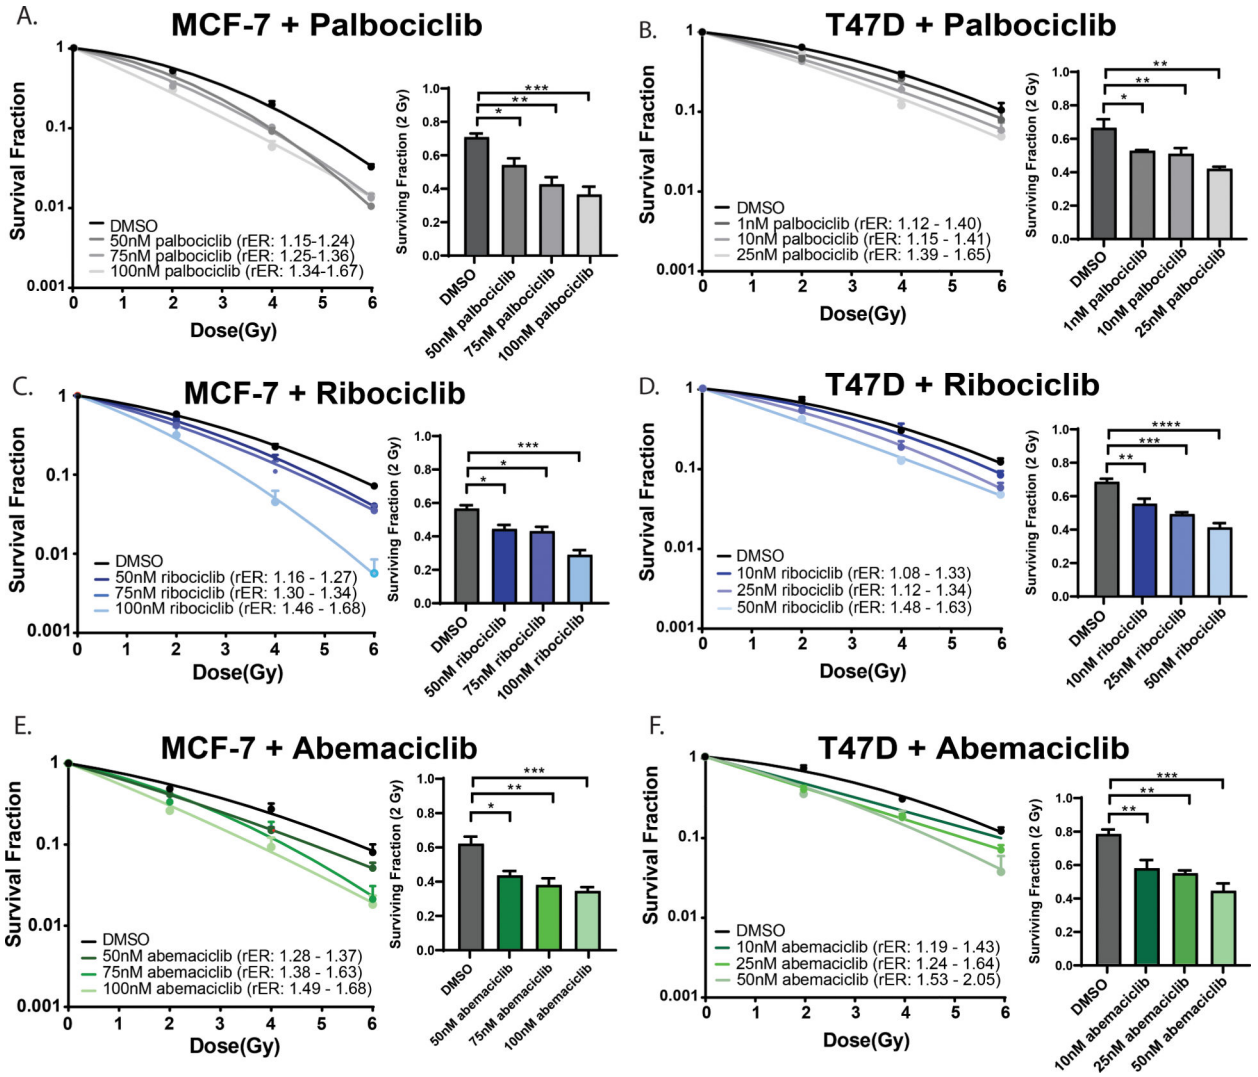 A.
MCF-7 + Palbociclib
Survival Fraction
1
0.1
0.01
0.001
DMSO
50nM palbociclib (rER: 1.15-1.24)
75nM palbociclib (rER: 1.25-1.36)
100nM palbociclib (rER: 1.34-1.67)
0 1 2 3 4 5 6
Dose(Gy)
Surviving Fraction (2 Gy)
1.0
0.8
0.6
0.4
0.2
0.0
*
**
***
DMSO
50nM palbociclib
75nM palbociclib
100nM palbociclib
B.
T47D + Palbociclib
Survival Fraction
1
0.1
0.01
0.001
DMSO
1nM palbociclib (rER: 1.12 - 1.40)
10nM palbociclib (rER: 1.15 - 1.41)
25nM palbociclib (rER: 1.39 - 1.65)
0 1 2 3 4 5 6
Dose(Gy)
Surviving Fraction (2 Gy)
1.0
0.8
0.6
0.4
0.2
0.0
*
**
**
DMSO
1nM palbociclib
10nM palbociclib
25nM palbociclib
C.
MCF-7 + Ribociclib
Survival Fraction
1
0.1
0.01
0.001
DMSO
50nM ribociclib (rER: 1.16 - 1.27)
75nM ribociclib (rER: 1.30 - 1.34)
100nM ribociclib (rER: 1.46 - 1.68)
0 1 2 3 4 5 6
Dose(Gy)
Surviving Fraction (2 Gy)
1.0
0.8
0.6
0.4
0.2
0.0
*
*
***
DMSO
50nM ribociclib
75nM ribociclib
100nM ribociclib
D.
T47D + Ribociclib
Survival Fraction
1
0.1
0.01
0.001
DMSO
10nM ribociclib (rER: 1.08 - 1.33)
25nM ribociclib (rER: 1.12 - 1.34)
50nM ribociclib (rER: 1.48 - 1.63)
0 1 2 3 4 5 6
Dose(Gy)
Surviving Fraction (2 Gy)
1.0
0.8
0.6
0.4
0.2
0.0
**
***
****
DMSO
10nM ribociclib
25nM ribociclib
50nM ribociclib
E.
MCF-7 + Abemaciclib
Survival Fraction
1
0.1
0.01
0.001
DMSO
50nM abemaciclib (rER: 1.28 - 1.37)
75nM abemaciclib (rER: 1.38 - 1.63)
100nM abemaciclib (rER: 1.49 - 1.68)
0 1 2 3 4 5 6
Dose(Gy)
Surviving Fraction (2 Gy)
1.0
0.8
0.6
0.4
0.2
0.0
*
**
***
DMSO
50nM abemaciclib
75nM abemaciclib
100nM abemaciclib
F.
T47D + Abemaciclib
Survival Fraction
1
0.1
0.01
0.001
DMSO
10nM abemaciclib (rER: 1.19 - 1.43)
25nM abemaciclib (rER: 1.24 - 1.64)
50nM abemaciclib (rER: 1.53 - 2.05)
0 1 2 3 4 5 6
Dose(Gy)
Surviving Fraction (2 Gy)
1.0
0.8
0.6
0.4
0.2
0.0
**
**
***
DMSO
10nM abemaciclib
25nM abemaciclib
50nM abemaciclib